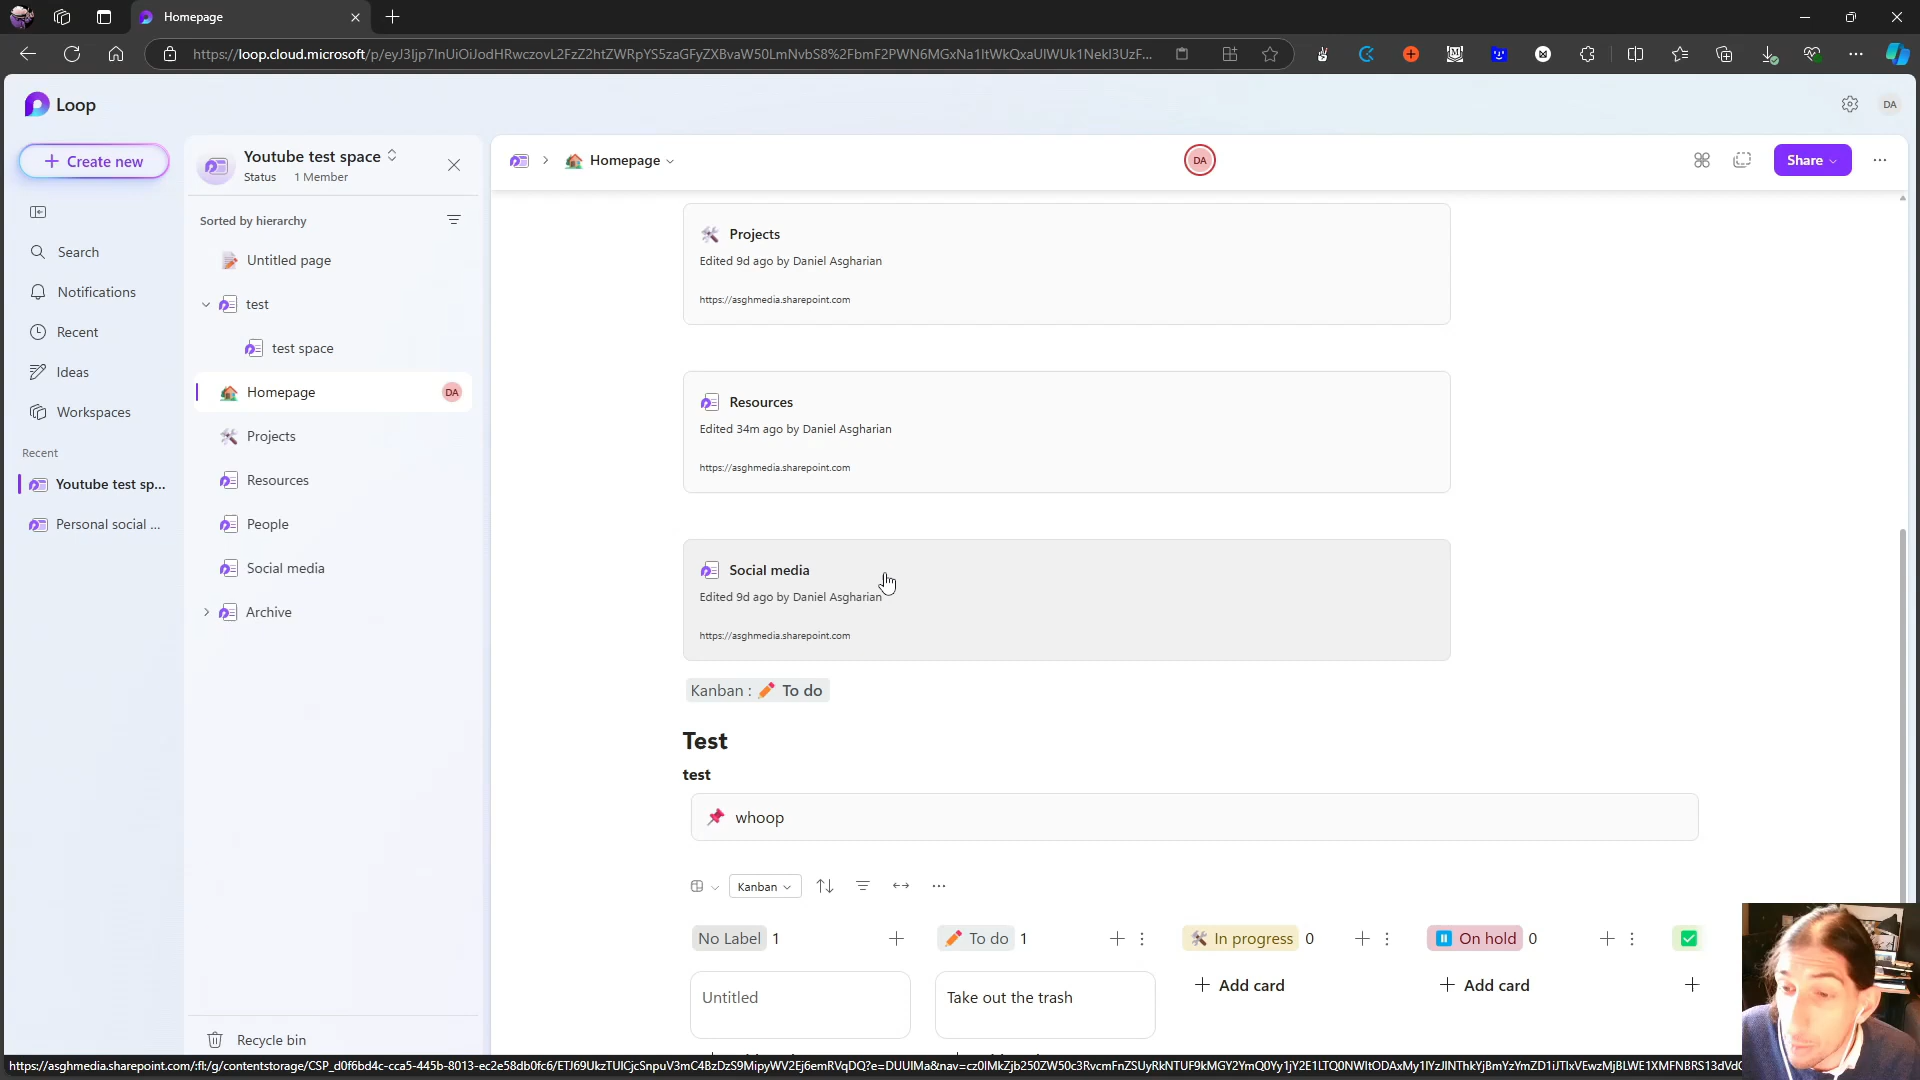 Homepage
https://loop.cloud.microsoft/p/
Loop
DA
Create new
Youtube test space
Status 1 Member
Homepage
DA
Share
Search
Notifications
Recent
Ideas
Workspaces
Recent
Youtube test sp...
Personal social ...
Sorted by hierarchy
Untitled page
test
test space
Homepage
DA
Projects
Resources
People
Social media
Archive
Recycle bin
Projects
Edited 9d ago by Daniel Asgharian
https://asghmedia.sharepoint.com
Resources
Edited 34m ago by Daniel Asgharian
https://asghmedia.sharepoint.com
Social media
Edited 9d ago by Daniel Asgharian
https://asghmedia.sharepoint.com
Kanban : To do
Test
test
whoop
Kanban
No Label 1
To do 1
In progress 0
On hold 0
Untitled
Take out the trash
Add card
Add card